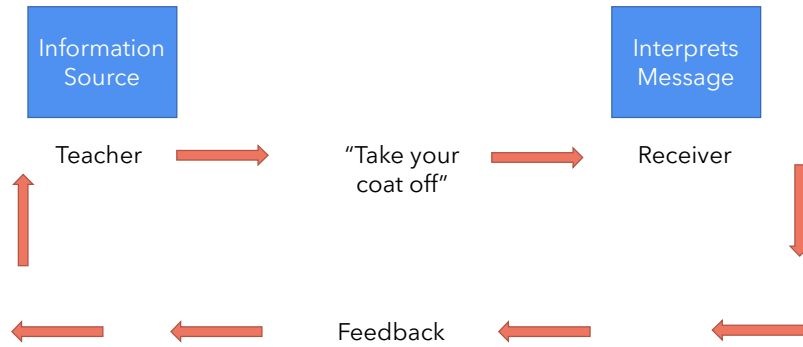 Information
Source
Interprets
Message
Teacher
“Take your
coat off”
Receiver
Feedback